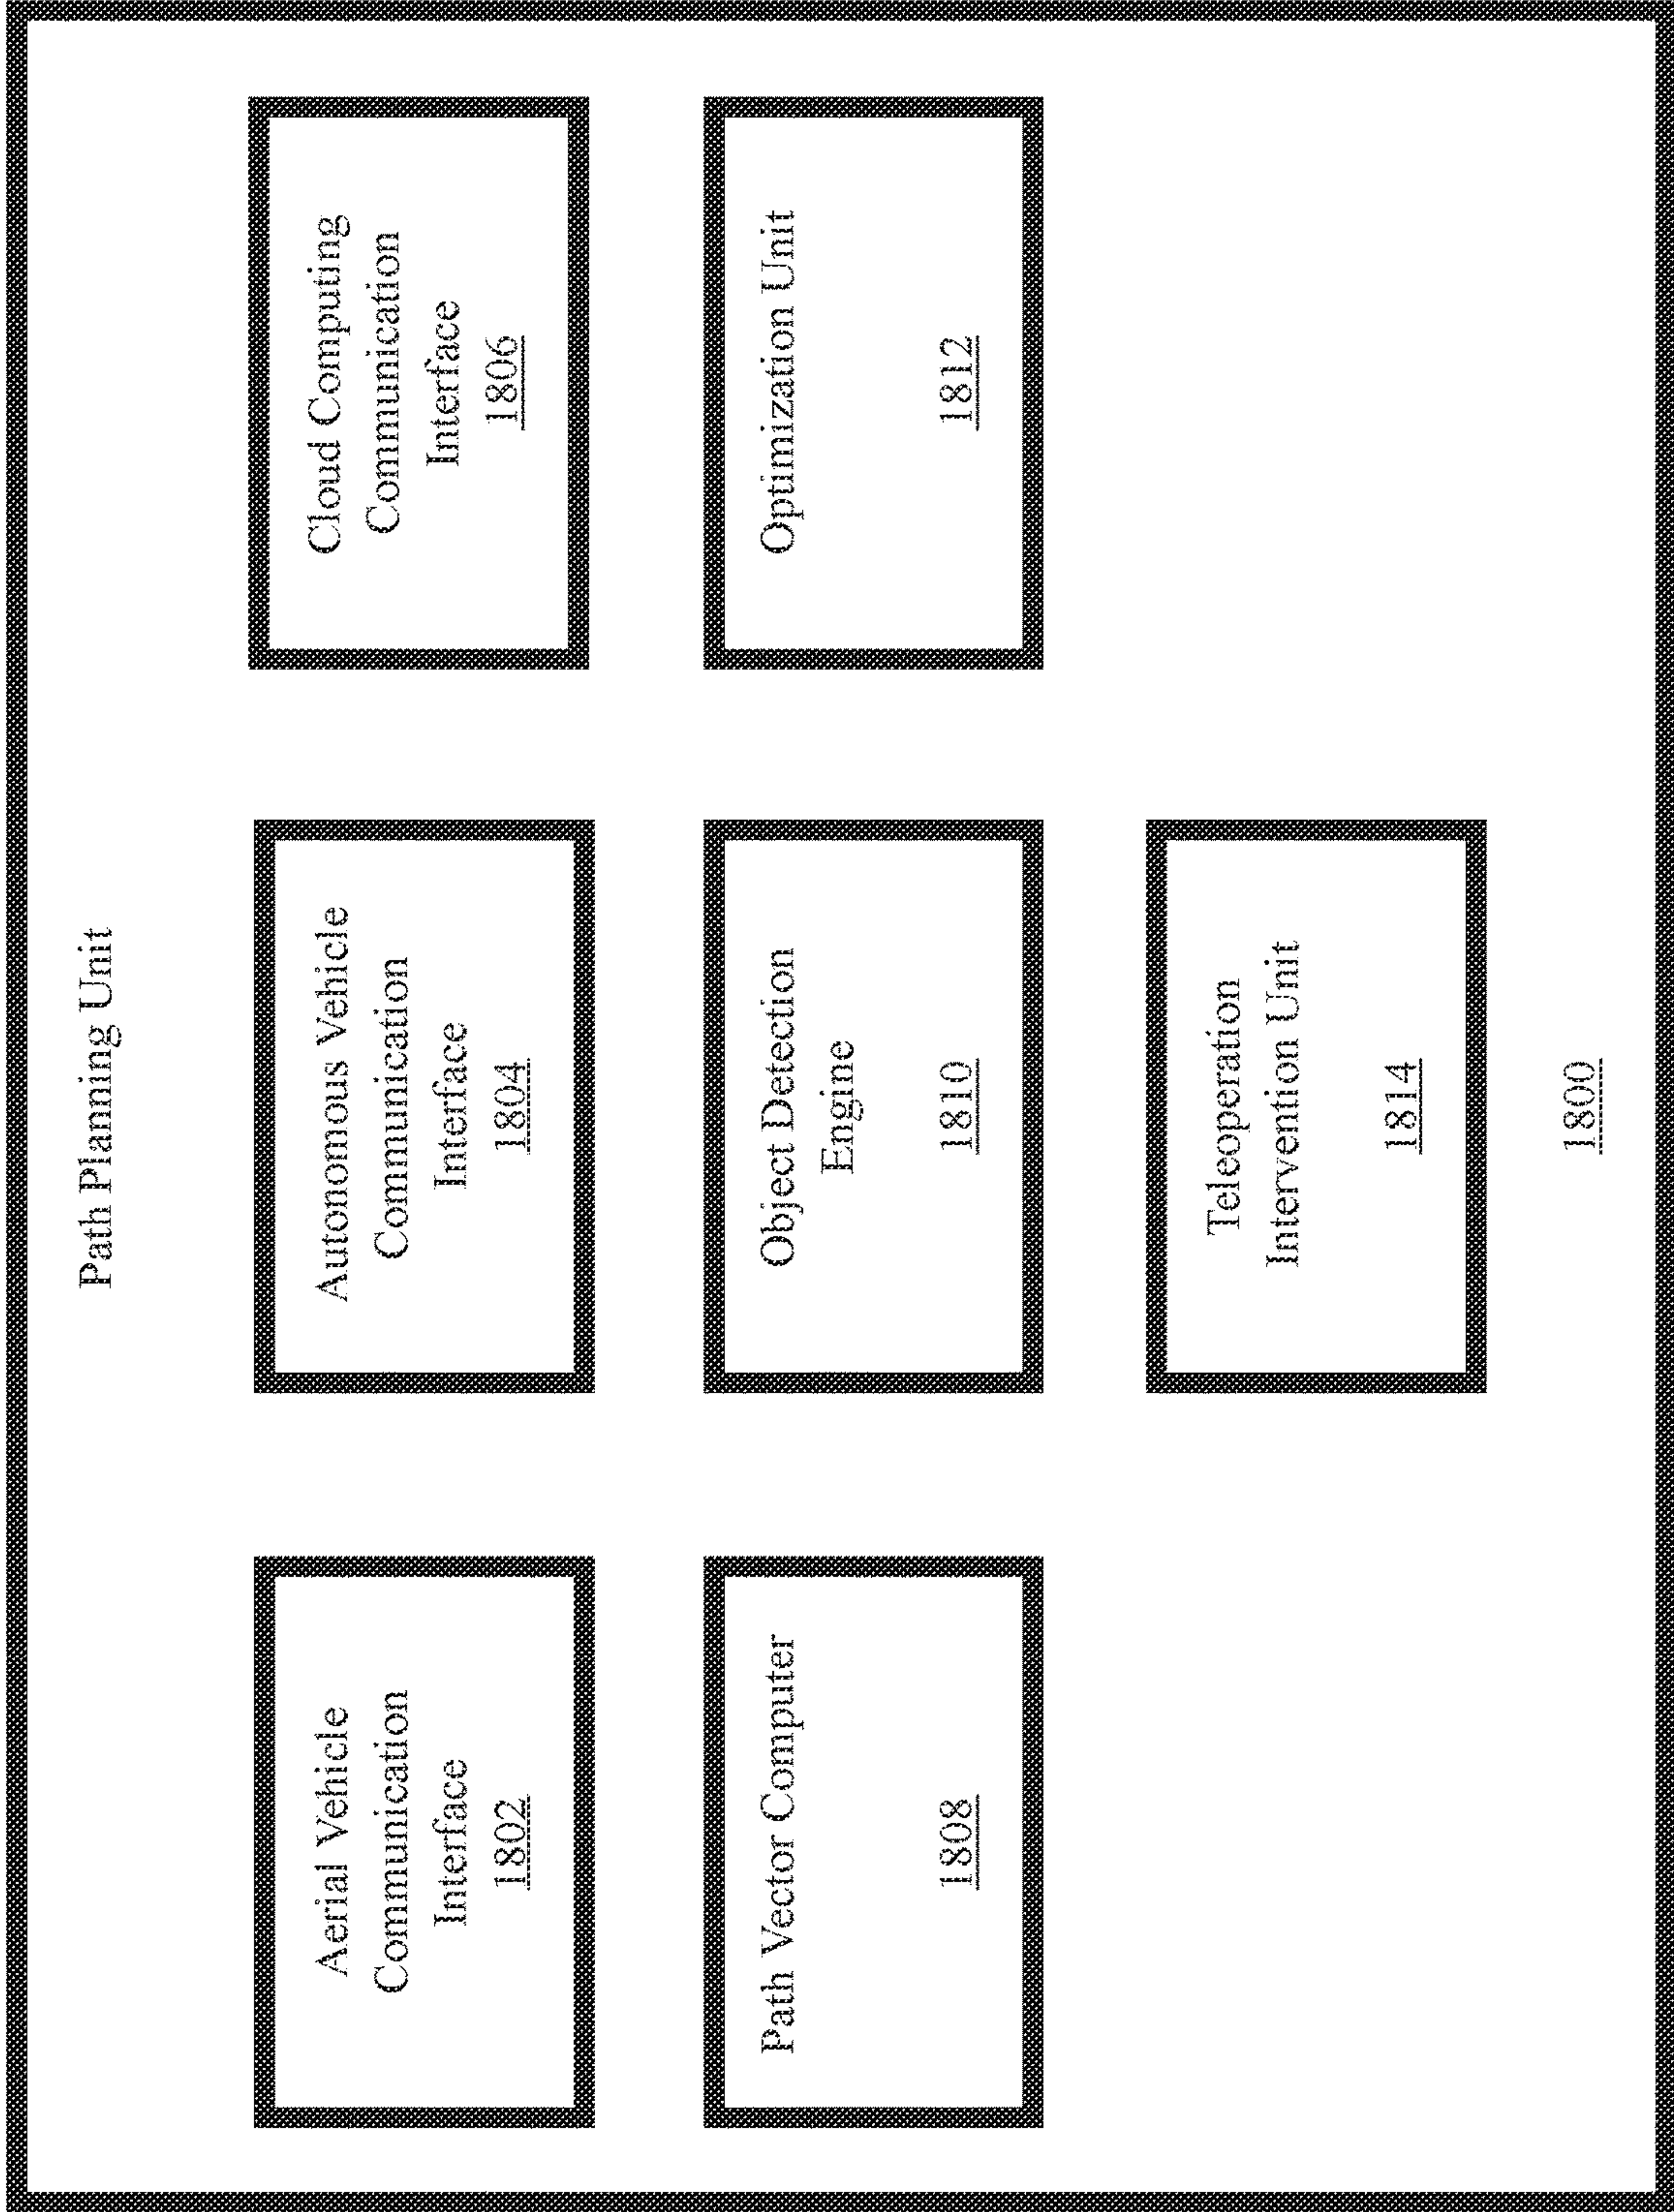 Path Planning Unit
Aerial Vehicle
Communication
Interface
1802
Autonomous Vehicle
Communication
Interface
1804
Cloud Computing
Communication
Interface
1806
Path Vector Computer
1808
Object Detection
Engine
1810
Optimization Unit
1812
Teleoperation
Intervention Unit
1814
1800